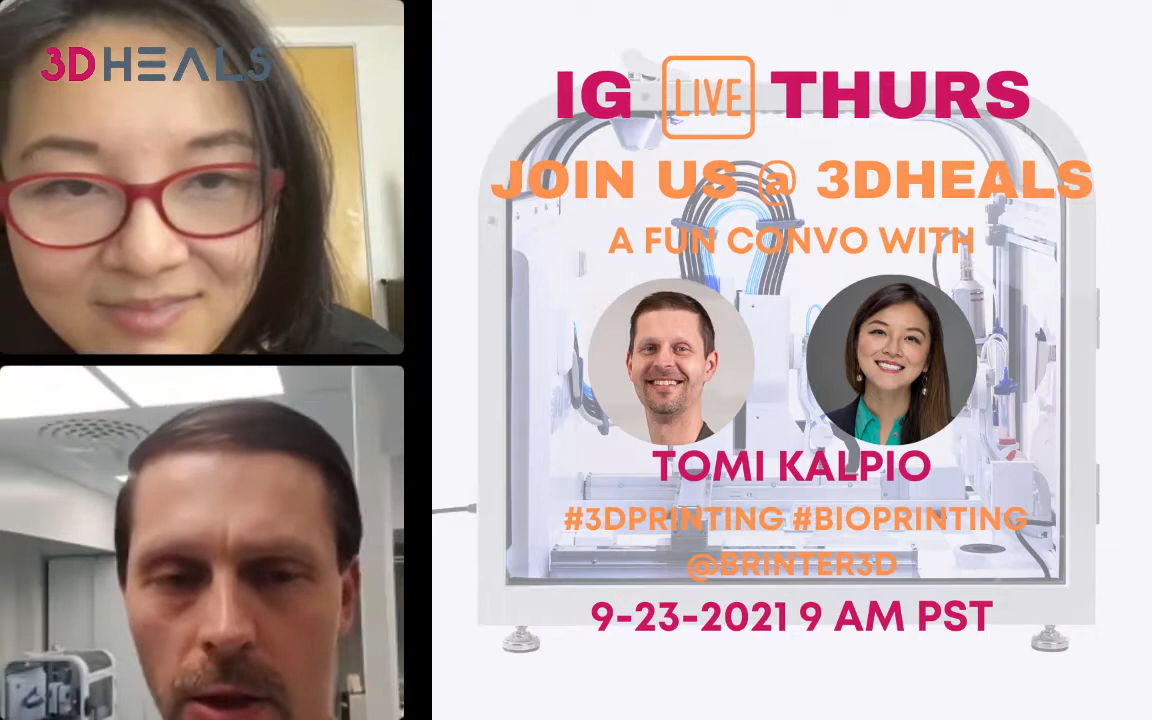 3DHEALS
IG LIVE THURS
JOIN US @ 3DHEALS
A FUN CONVO WITH
TOMI KALPIO
#3DPRINTING #BIOPRINTING
@BRINTER3D
9-23-2021 9 AM PST